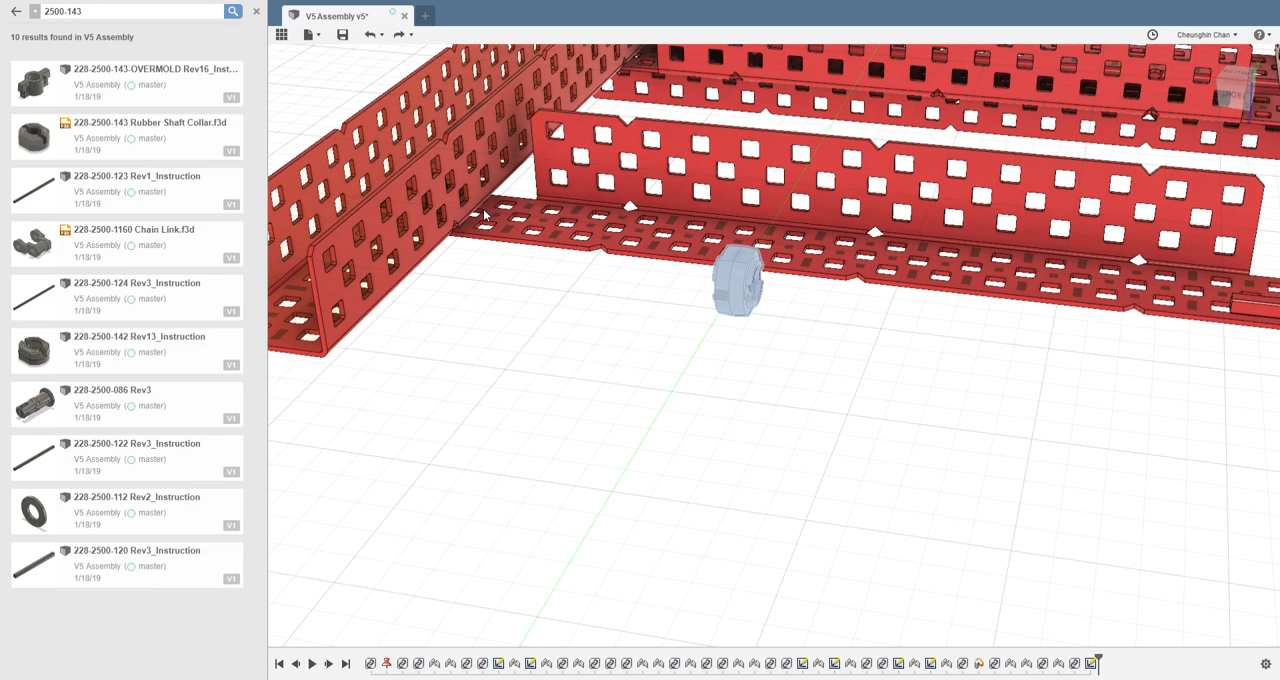 2500-143
10 results found in V5 Assembly
228-2500-143-OVERMOLD Rev16_Inst...
V5 Assembly ( master)
1/18/19
V1
228-2500-143 Rubber Shaft Collar.f3d
V5 Assembly ( master)
1/18/19
V1
228-2500-123 Rev1_Instruction
V5 Assembly ( master)
1/18/19
V1
228-2500-1160 Chain Link.f3d
V5 Assembly ( master)
1/18/19
V1
228-2500-124 Rev3_Instruction
V5 Assembly ( master)
1/18/19
V1
228-2500-142 Rev13_Instruction
V5 Assembly ( master)
1/18/19
V1
228-2500-086 Rev3
V5 Assembly ( master)
1/18/19
V1
228-2500-122 Rev3_Instruction
V5 Assembly ( master)
1/18/19
V1
228-2500-112 Rev2_Instruction
V5 Assembly ( master)
1/18/19
V1
228-2500-120 Rev3_Instruction
V5 Assembly ( master)
1/18/19
V1
V5 Assembly v5*
Cheunghin Chan